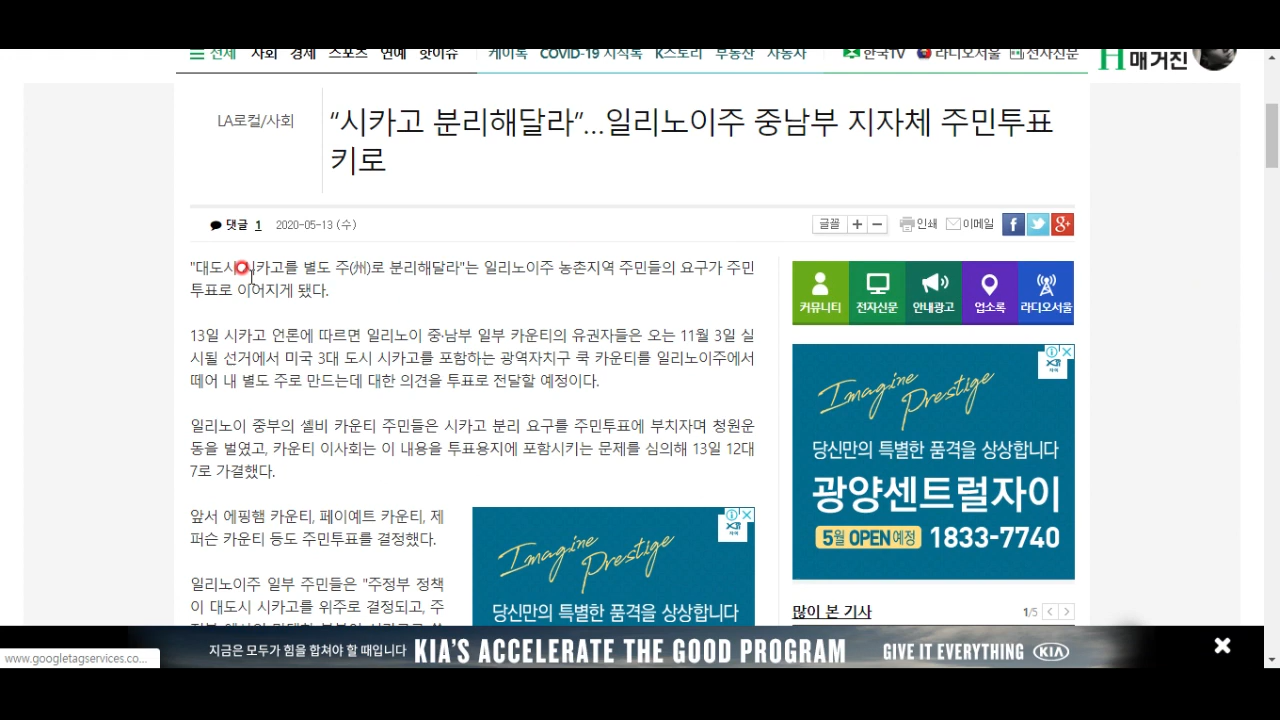 전체 사회 경제 스포츠 연예 핫이슈 케이톡 COVID-19 지식톡 K스토리 부동산 자동차 한국TV 라디오서울 전자신문
H매거진
LA로컬/사회
“시카고 분리해달라”...일리노이주 중남부 지자체 주민투표
키로
댓글 1 2020-05-13 (수)
글꼴 + − 인쇄 이메일 f g+
"대도시 시카고를 별도 주(州)로 분리해달라"는 일리노이주 농촌지역 주민들의 요구가 주민
투표로 이어지게 됐다.
13일 시카고 언론에 따르면 일리노이 중·남부 일부 카운티의 유권자들은 오는 11월 3일 실
시될 선거에서 미국 3대 도시 시카고를 포함하는 광역자치구 쿡 카운티를 일리노이주에서
떼어 내 별도 주로 만드는데 대한 의견을 투표로 전달할 예정이다.
일리노이 중부의 셸비 카운티 주민들은 시카고 분리 요구를 주민투표에 부치자며 청원운
동을 벌였고, 카운티 이사회는 이 내용을 투표용지에 포함시키는 문제를 심의해 13일 12대
7로 가결했다.
앞서 에핑햄 카운티, 페이예트 카운티, 제
퍼슨 카운티 등도 주민투표를 결정했다.
일리노이주 일부 주민들은 "주정부 정책
이 대도시 시카고를 위주로 결정되고, 주
Imagine
Prestige
당신만의 특별한 품격을 상상합니다
커뮤니티 전자신문 안내광고 업소록 라디오서울
Imagine
Prestige
당신만의 특별한 품격을 상상합니다
광양센트럴자이
5월 OPEN예정 1833-7740
많이 본 기사 1/5
지금은 모두가 힘을 합쳐야 할 때입니다 KIA'S ACCELERATE THE GOOD PROGRAM GIVE IT EVERYTHING KIA
www.googletagservices.co...